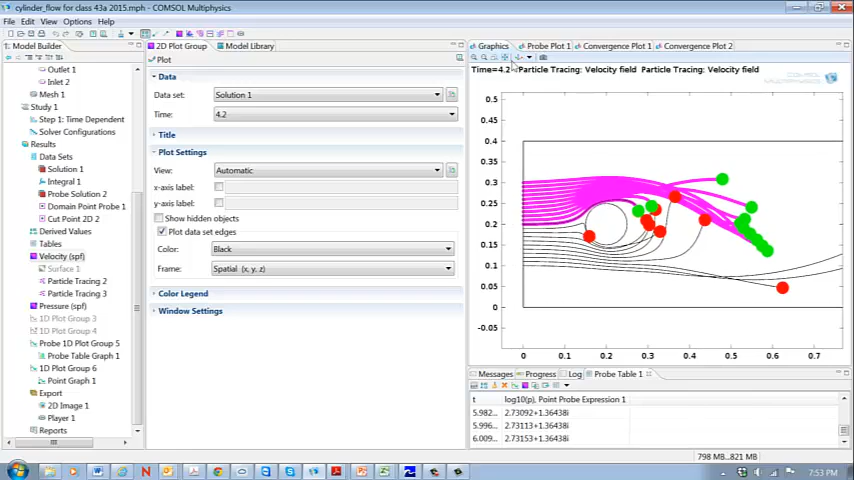 cylinder_flow for class 43a 2015.mph - COMSOL Multiphysics
File Edit View Options Help
Model Builder
Outlet 1
Inlet 2
Mesh 1
Study 1
Step 1: Time Dependent
Solver Configurations
Results
Data Sets
Solution 1
Integral 1
Probe Solution 2
Domain Point Probe 1
Cut Point 2D 2
Derived Values
Tables
Velocity (spf)
Surface 1
Particle Tracing 2
Particle Tracing 3
Pressure (spf)
1D Plot Group 3
1D Plot Group 4
Probe 1D Plot Group 5
Probe Table Graph 1
1D Plot Group 6
Point Graph 1
Export
2D Image 1
Player 1
Reports
2D Plot Group Model Library
Plot
Data
Data set: Solution 1
Time: 4.2
Title
Plot Settings
View: Automatic
x-axis label:
y-axis label:
Show hidden objects
Plot data set edges
Color: Black
Frame: Spatial (x, y, z)
Color Legend
Window Settings
Graphics Probe Plot 1 Convergence Plot 1 Convergence Plot 2
Time=4.2 Particle Tracing: Velocity field Particle Tracing: Velocity field
COMSOL
0.5
0.45
0.4
0.35
0.3
0.25
0.2
0.15
0.1
0.05
0
-0.05
0 0.1 0.2 0.3 0.4 0.5 0.6 0.7
Messages Progress Log Probe Table 1
t log10(p), Point Probe Expression 1
5.982... 2.73092+1.36438i
5.996... 2.73113+1.36438i
6.009... 2.73153+1.36438i
798 MB...821 MB
7:53 PM